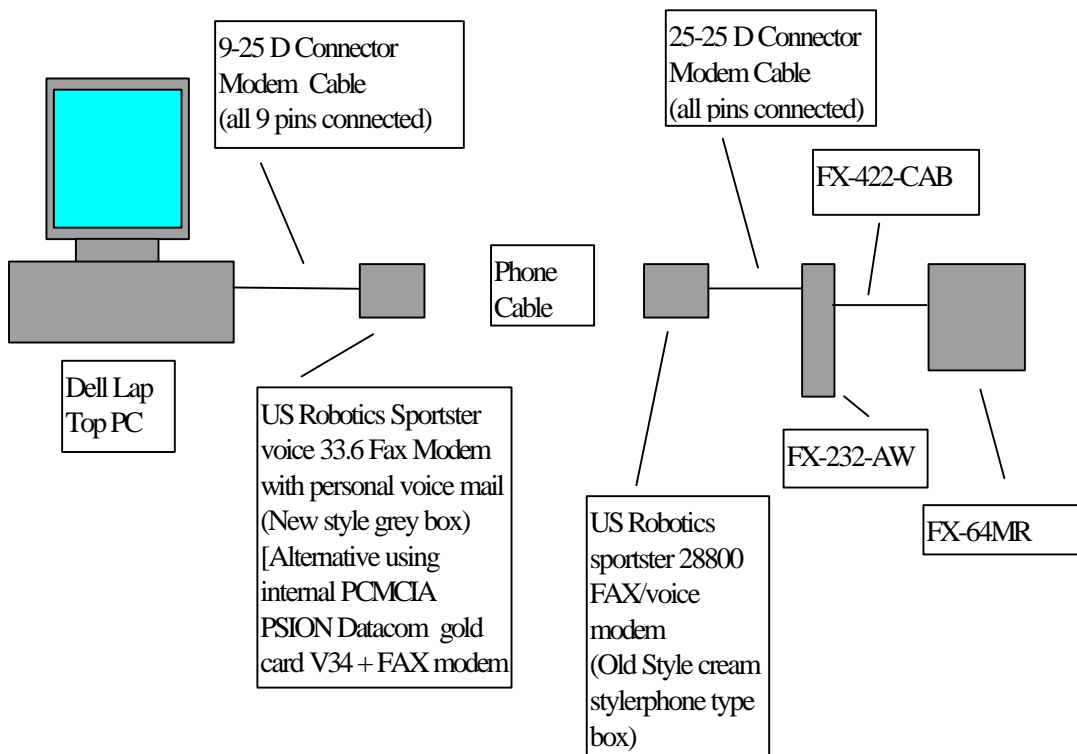 9-25 D Connector
Modem Cable
(all 9 pins connected)
25-25 D Connector
Modem Cable
(all pins connected)
FX-422-CAB
Phone
Cable
Dell Lap
Top PC
US Robotics Sportster
voice 33.6 Fax Modem
with personal voice mail
(New style grey box)
[Alternative using
internal PCMCIA
PSION Datacom gold
card V34 + FAX modem
FX-232-AW
US Robotics
sportster 28800
FAX/voice
modem
(Old Style cream
stylerphone type
box)
FX-64MR